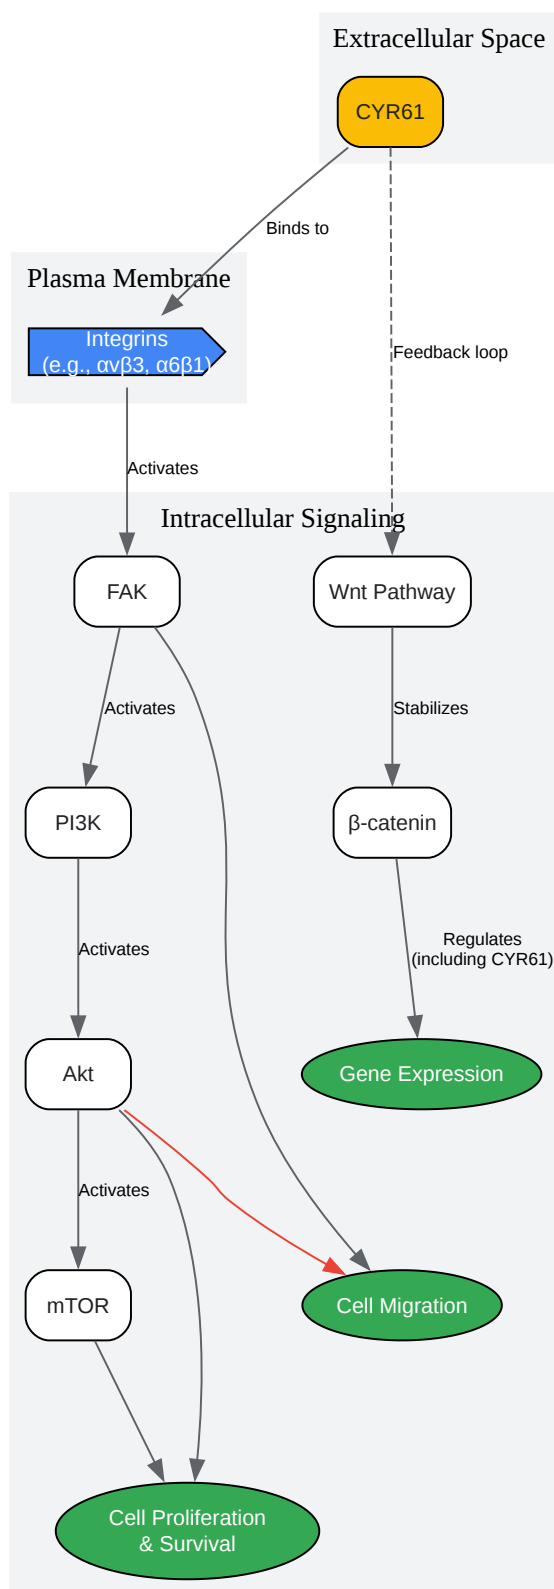 Extracellular Space
CYR61
Binds to
Plasma Membrane
Integrins
(e.g., αvβ3, α6β1)
Feedback loop
Activates
Intracellular Signaling
FAK
Wnt Pathway
Activates
Stabilizes
PI3K
β-catenin
Activates
Regulates
(including CYR61)
Akt
Gene Expression
Activates
mTOR
Cell Migration
Cell Proliferation
& Survival